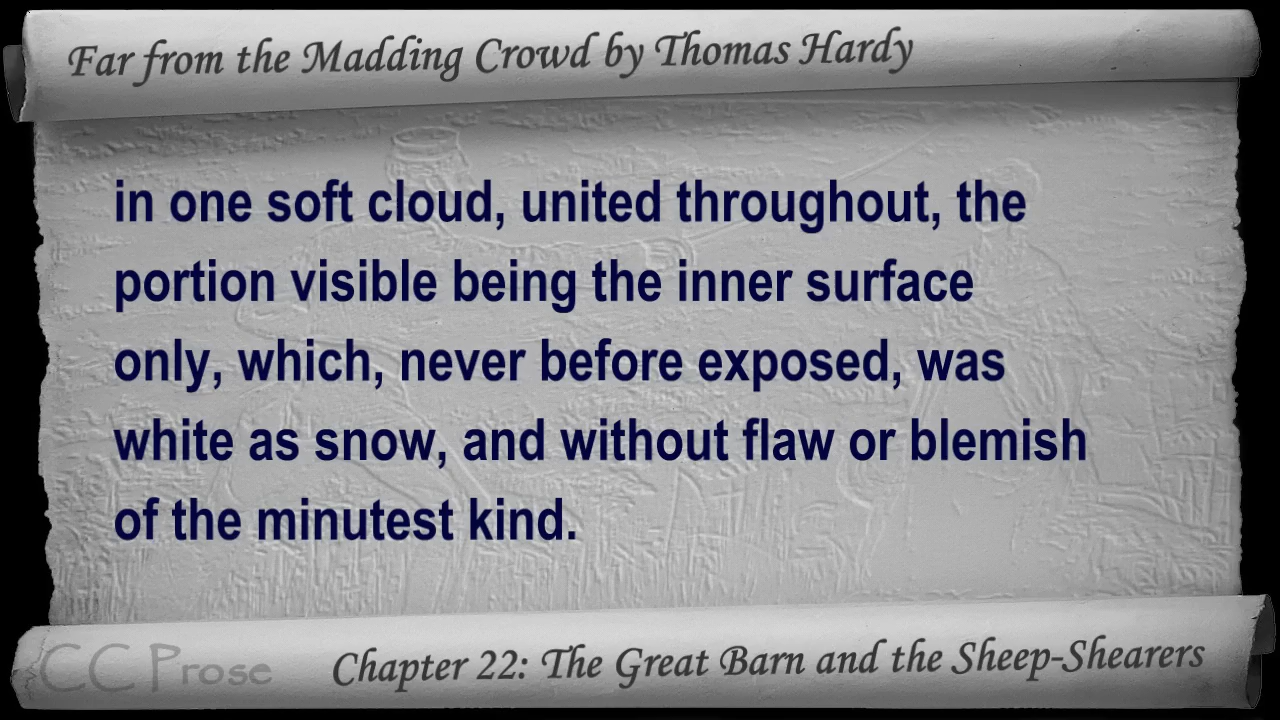 Far from the Madding Crowd by Thomas Hardy
in one soft cloud, united throughout, the
portion visible being the inner surface
only, which, never before exposed, was
white as snow, and without flaw or blemish
of the minutest kind.
CC Prose
Chapter 22: The Great Barn and the Sheep-Shearers